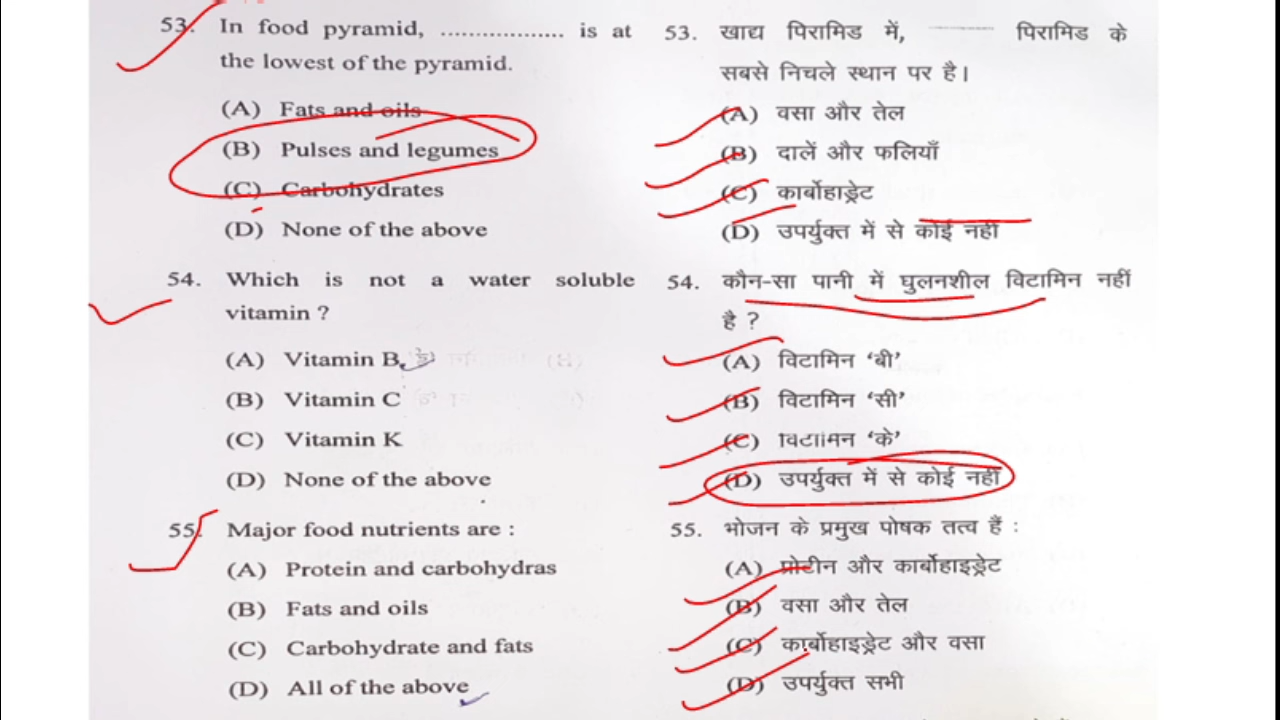 53. In food pyramid, .................. is at
the lowest of the pyramid.
(A) Fats and oils
(B) Pulses and legumes
(C) Carbohydrates
(D) None of the above
54. Which is not a water soluble
vitamin ?
(A) Vitamin B
(B) Vitamin C
(C) Vitamin K
(D) None of the above
55. Major food nutrients are :
(A) Protein and carbohydras
(B) Fats and oils
(C) Carbohydrate and fats
(D) All of the above
53. खाद्य पिरामिड में, ........... पिरामिड के
सबसे निचले स्थान पर है।
(A) वसा और तेल
(B) दालें और फलियाँ
(C) कार्बोहाड्रेट
(D) उपर्युक्त में से कोई नहीं
54. कौन-सा पानी में घुलनशील विटामिन नहीं
है ?
(A) विटामिन ‘बी’
(B) विटामिन ‘सी’
(C) विटामिन ‘के’
(D) उपर्युक्त में से कोई नहीं
55. भोजन के प्रमुख पोषक तत्व हैं :
(A) प्रोटीन और कार्बोहाइड्रेट
(B) वसा और तेल
(C) कार्बोहाइड्रेट और वसा
(D) उपर्युक्त सभी